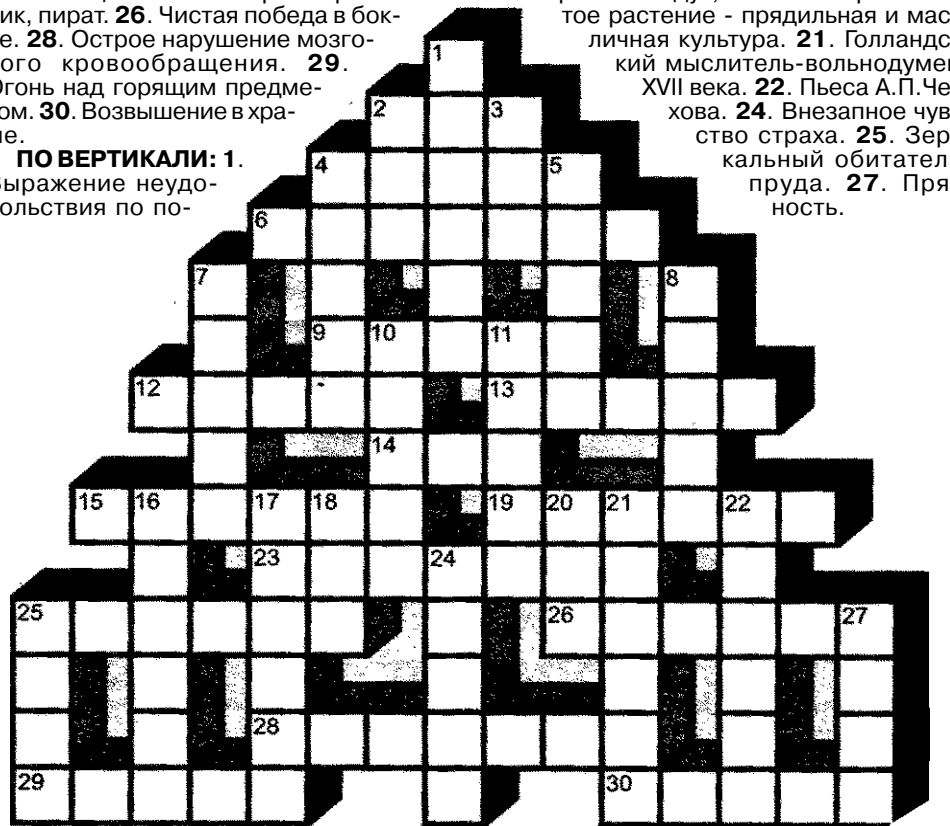 ик, пират. 26. Чистая победа в бок-
е. 28. Острое нарушение мозго-
ого кровообращения. 29.
Огонь над горящим предме-
ом. 30. Возвышение в хра-
ме.
ПО ВЕРТИКАЛИ: 1.
Выражение неудо-
ольствия по по-
тое растение - прядильная и мас
личная культура. 21. Голландс
кий мыслитель-вольнодумец
XVII века. 22. Пьеса А.П.Че
хова. 24. Внезапное чув
ство страха. 25. Зер
кальный обитател
пруда. 27. Пря
ность.
1
2 3
4 5
6
7 8
9 10 11
12 13
14
15 16 17 18 19 20 21 22
23 24
25 26 27
28
29 30